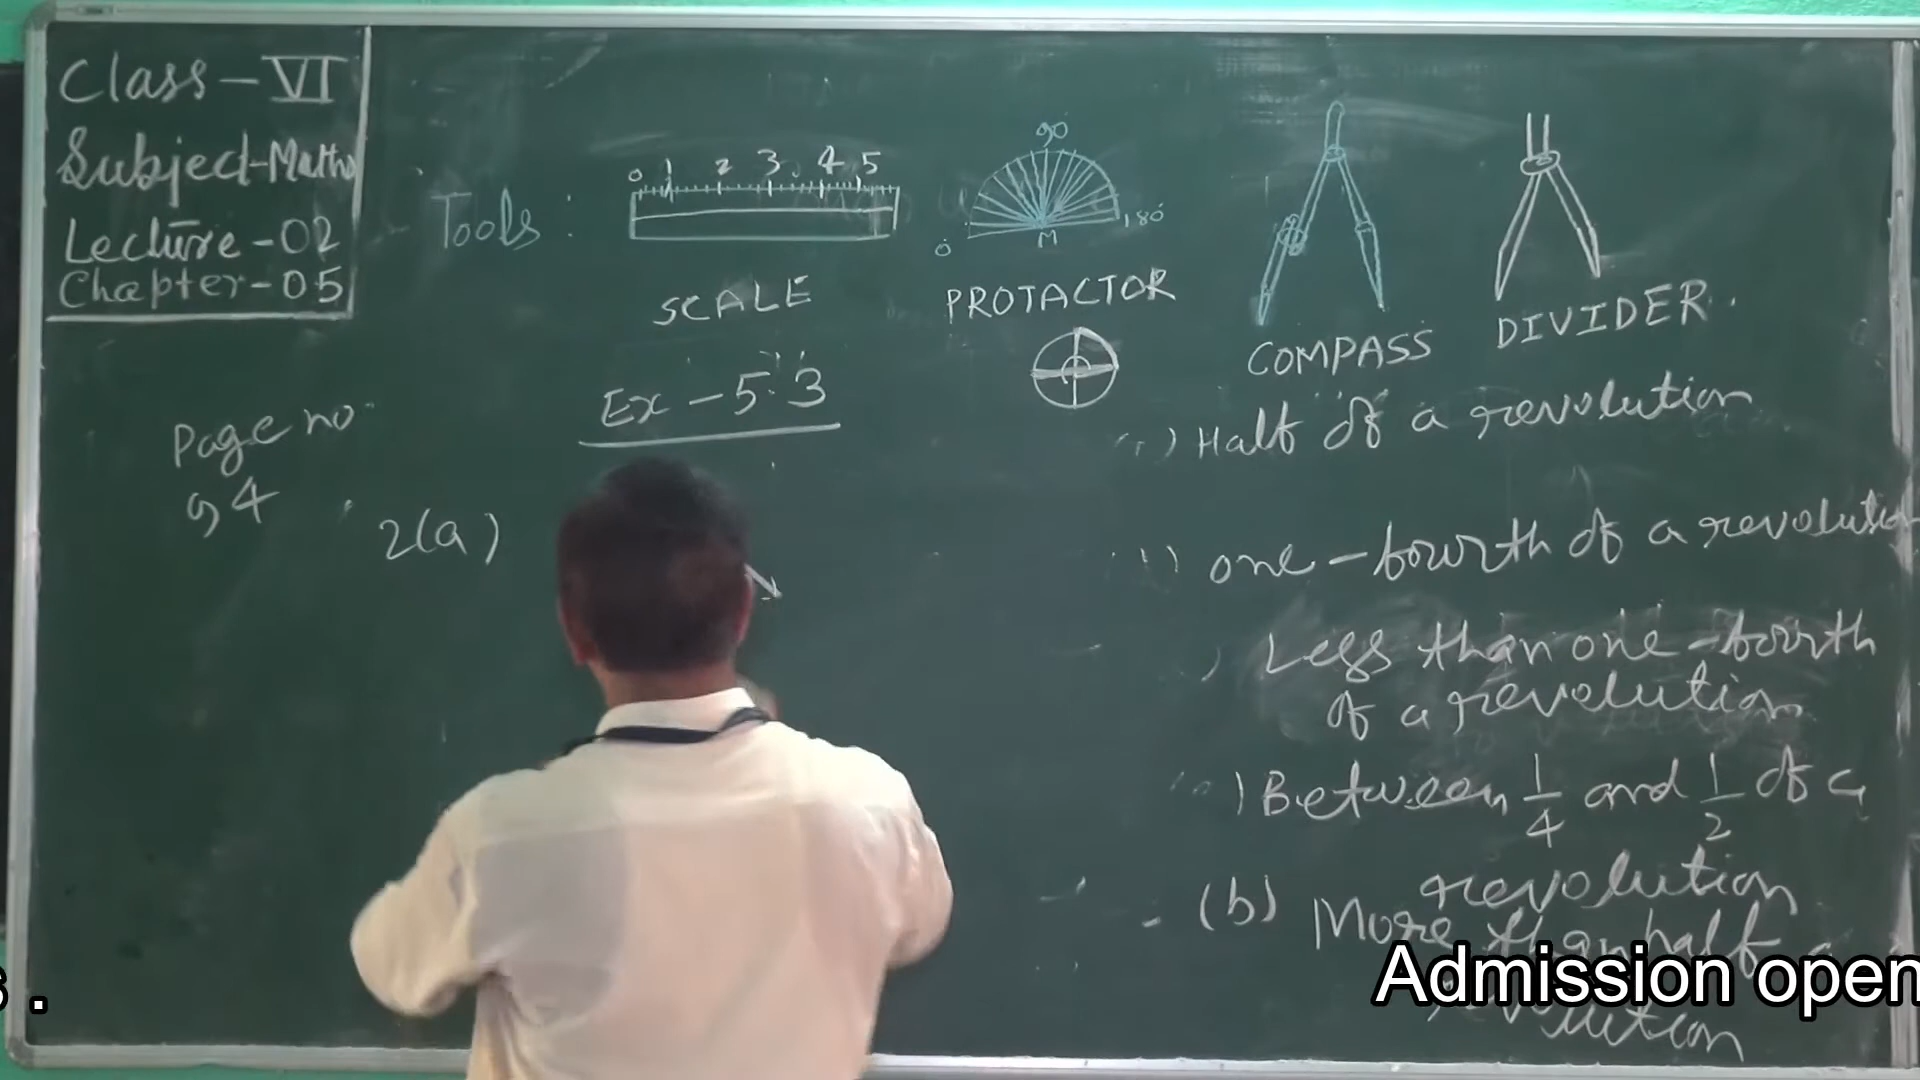 Class - VI
Subject - Maths
Lecture - 02
Chapter - 05
Tools :
0 1 2 3 4 5
SCALE
0° 90° 180°
M
PROTACTOR
COMPASS
DIVIDER
Ex - 5.3
Page no
94
2(a)
) Half of a revolution
) one-fourth of a revolution
) Less than one-fourth
of a revolution
) Between 1/4 and 1/2 of a
revolution
(b) More than half a
revolution
Admission open
s .